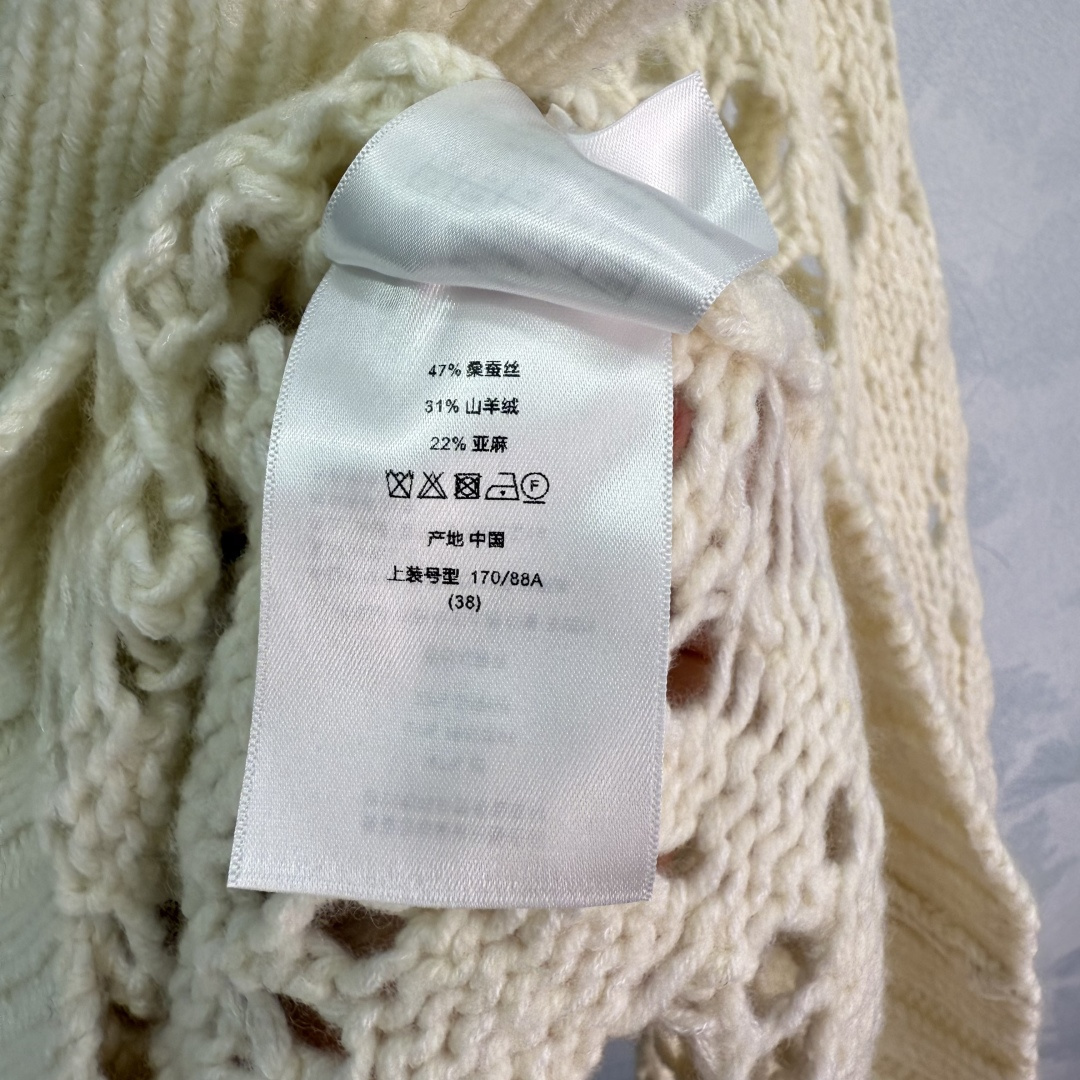 47% 桑蚕丝
31% 山羊绒
22% 亚麻
F
产地 中国
上装号型 170/88A
(38)